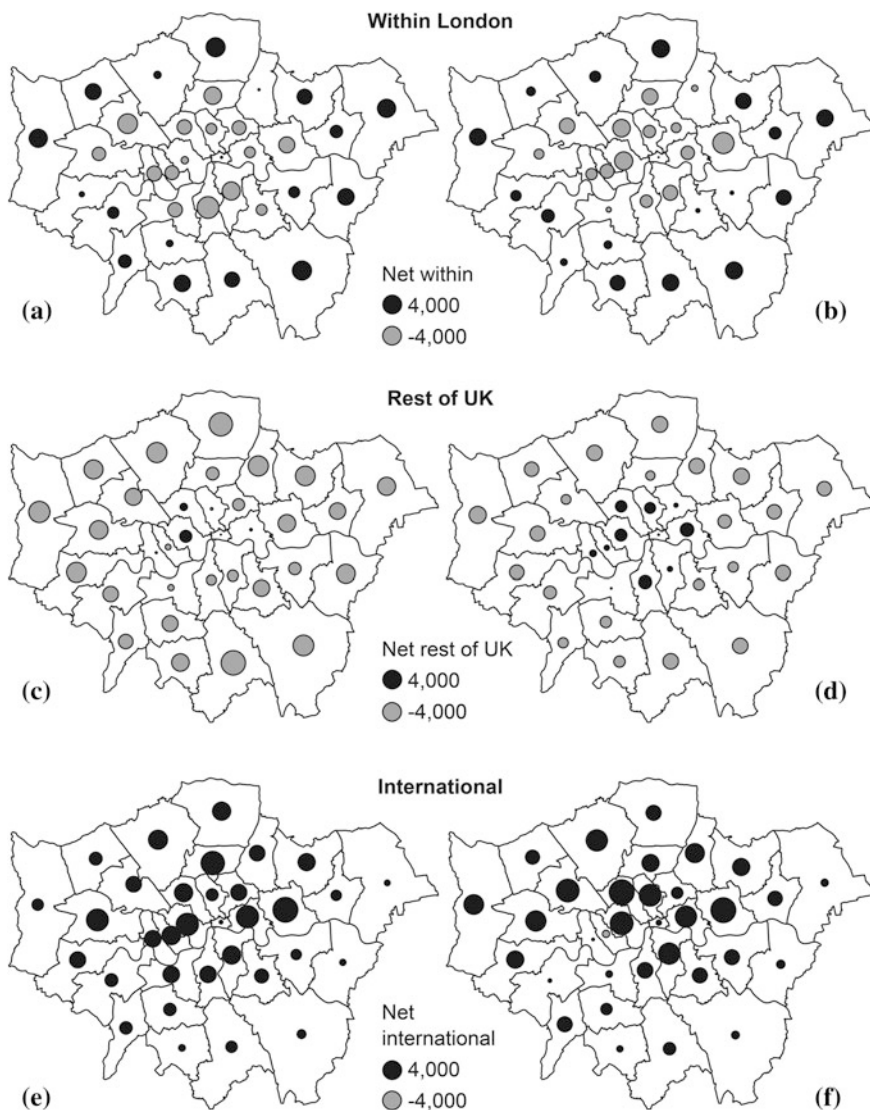 Within London
Net within
4,000
-4,000
(a)
(b)
Rest of UK
Net rest of UK
4,000
-4,000
(c)
(d)
International
Net
international
4,000
-4,000
(e)
(f)